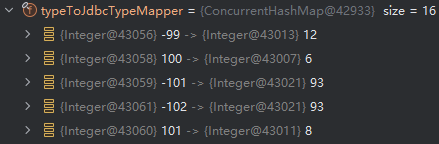 typeToJdbcTypeMapper = {ConcurrentHashMap@42933} size = 16
{Integer@43056} -99 -> {Integer@43013} 12
{Integer@43058} 100 -> {Integer@43007} 6
{Integer@43059} -101 -> {Integer@43021} 93
{Integer@43061} -102 -> {Integer@43021} 93
{Integer@43060} 101 -> {Integer@43011} 8